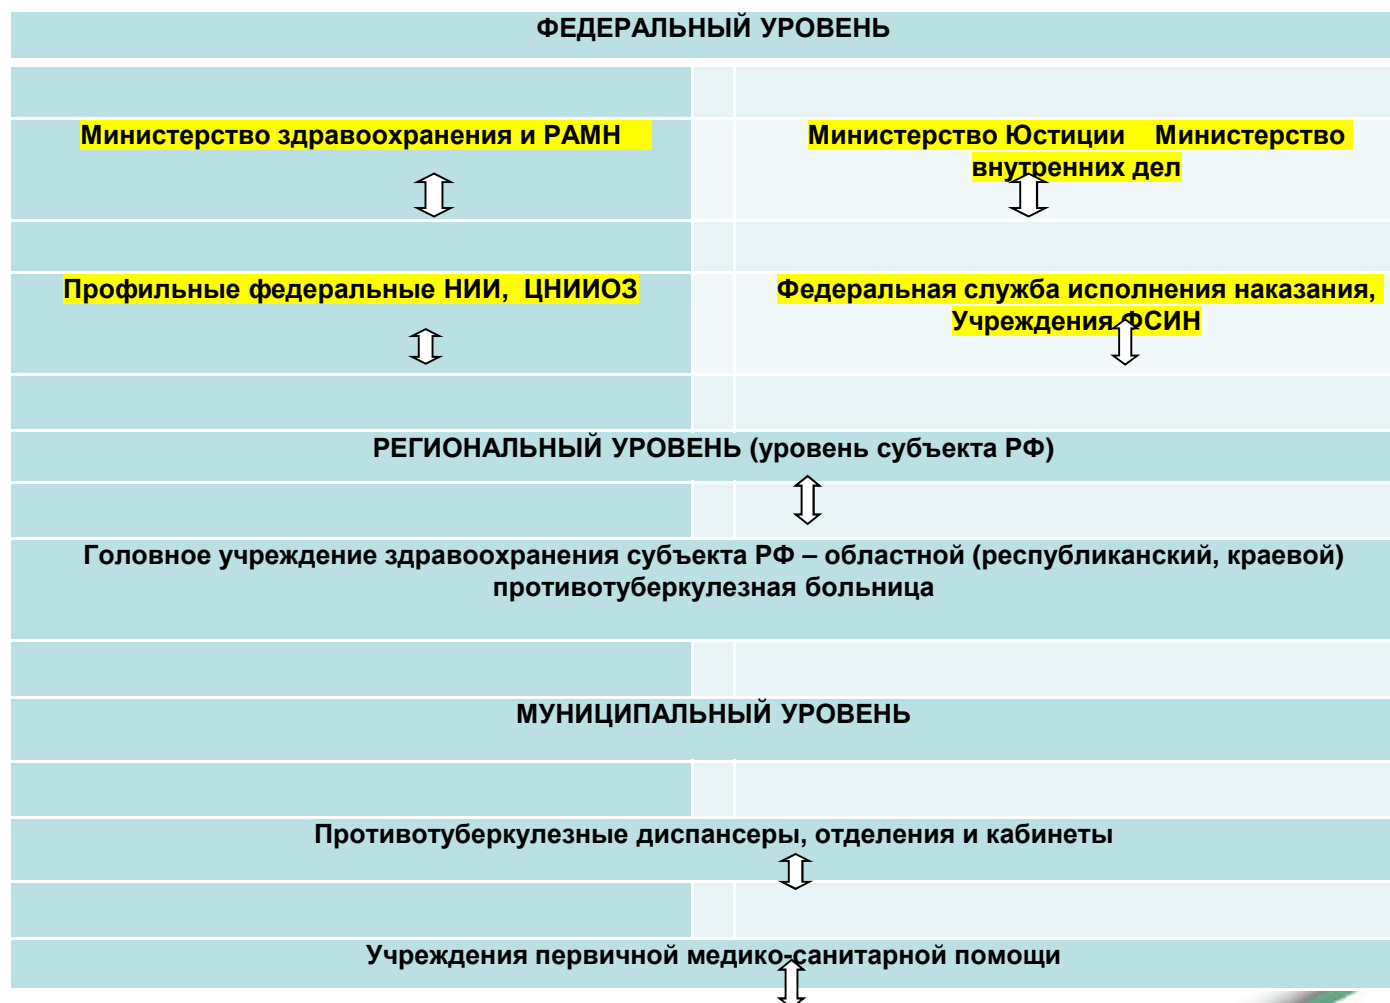 ФЕДЕРАЛЬНЫЙ УРОВЕНЬ
Министерство здравоохранения и РАМН
Министерство Юстиции Министерство
внутренних дел
Профильные федеральные НИИ, ЦНИИОЗ
Федеральная служба исполнения наказания,
Учреждения ФСИН
РЕГИОНАЛЬНЫЙ УРОВЕНЬ (уровень субъекта РФ)
Головное учреждение здравоохранения субъекта РФ – областной (республиканский, краевой)
противотуберкулезная больница
МУНИЦИПАЛЬНЫЙ УРОВЕНЬ
Противотуберкулезные диспансеры, отделения и кабинеты
Учреждения первичной медико-санитарной помощи